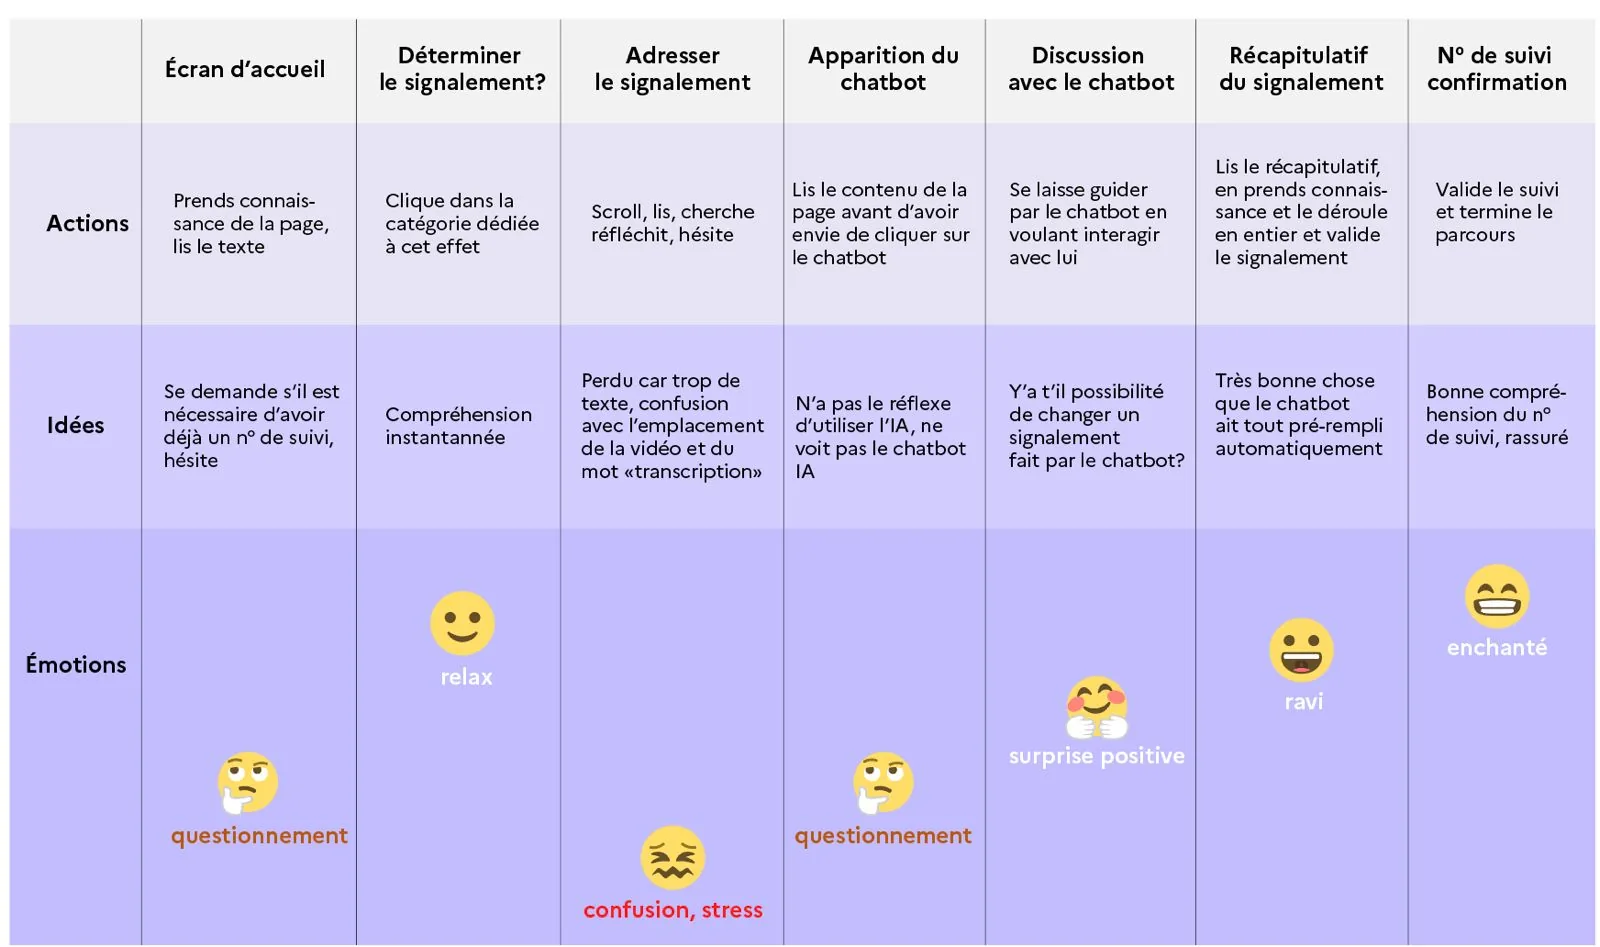 Écran d’accueil
Déterminer
le signalement?
Adresser
le signalement
Apparition du
chatbot
Discussion
avec le chatbot
Récapitulatif
du signalement
Nº de suivi
confirmation
Actions
Prends connais-
sance de la page,
lis le texte
Clique dans la
catégorie dédiée
à cet effet
Scroll, lis, cherche
réfléchit, hésite
Lis le contenu de la
page avant d’avoir
envie de cliquer sur
le chatbot
Se laisse guider
par le chatbot en
voulant interagir
avec lui
Lis le récapitulatif,
en prends connais-
sance et le déroule
en entier et valide
le signalement
Valide le suivi
et termine le
parcours
Idées
Se demande s’il est
nécessaire d’avoir
déjà un nº de suivi,
hésite
Compréhension
instantannée
Perdu car trop de
texte, confusion
avec l’emplacement
de la vidéo et du
mot «transcription»
N’a pas le réflexe
d’utiliser l’IA, ne
voit pas le chatbot
IA
Y’a t’il possibilité
de changer un
signalement
fait par le chatbot?
Très bonne chose
que le chatbot
ait tout pré-rempli
automatiquement
Bonne compré-
hension du nº
de suivi, rassuré
Émotions
questionnement
relax
confusion, stress
questionnement
surprise positive
ravi
enchanté